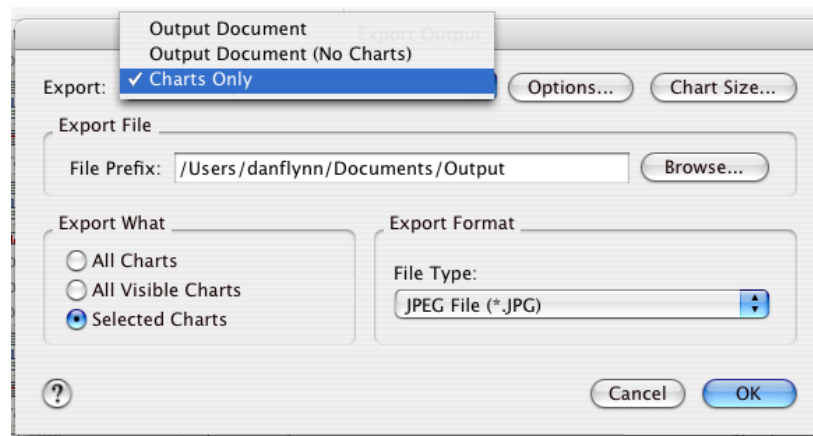 Export Output
Output Document
Output Document (No Charts)
✓ Charts Only
Export:
Options...
Chart Size...
Export File
File Prefix: /Users/danflynn/Documents/Output
Browse...
Export What
All Charts
All Visible Charts
Selected Charts
Export Format
File Type:
JPEG File (*.JPG)
?
Cancel
OK